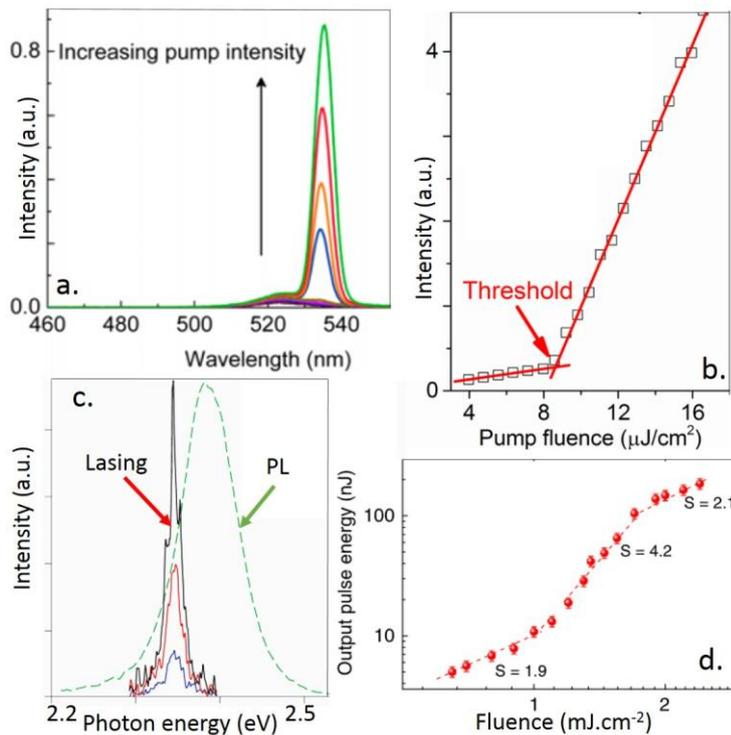 0.8
Increasing pump intensity
Intensity (a.u.)
0.0
a.
460 480 500 520 540
Wavelength (nm)
4
Intensity (a.u.)
Threshold
0
b.
4 8 12 16
Pump fluence (μJ/cm²)
c.
Lasing
PL
Intensity (a.u.)
2.2 2.5
Photon energy (eV)
Output pulse energy (nJ)
100
10
S = 2.1
S = 4.2
S = 1.9
d.
1 2
Fluence (mJ.cm⁻²)